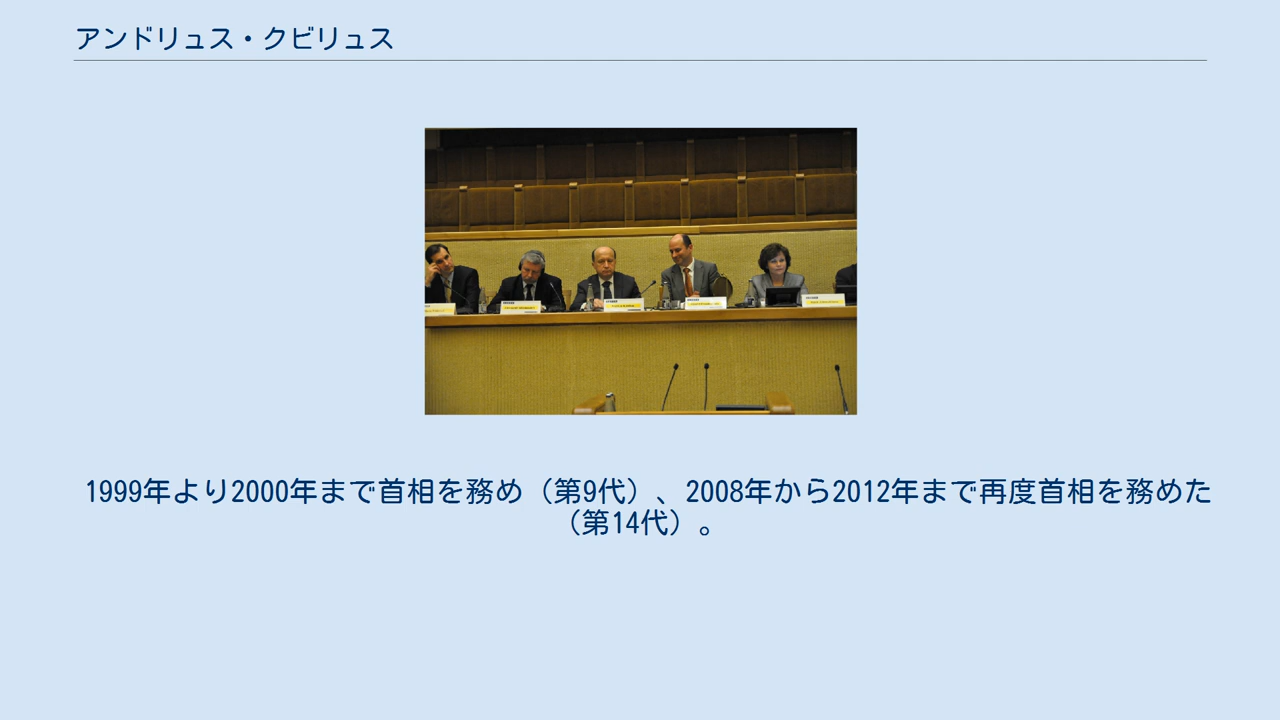 アンドリュス・クビリュス
1999年より2000年まで首相を務め（第9代）、2008年から2012年まで再度首相を務めた
（第14代）。